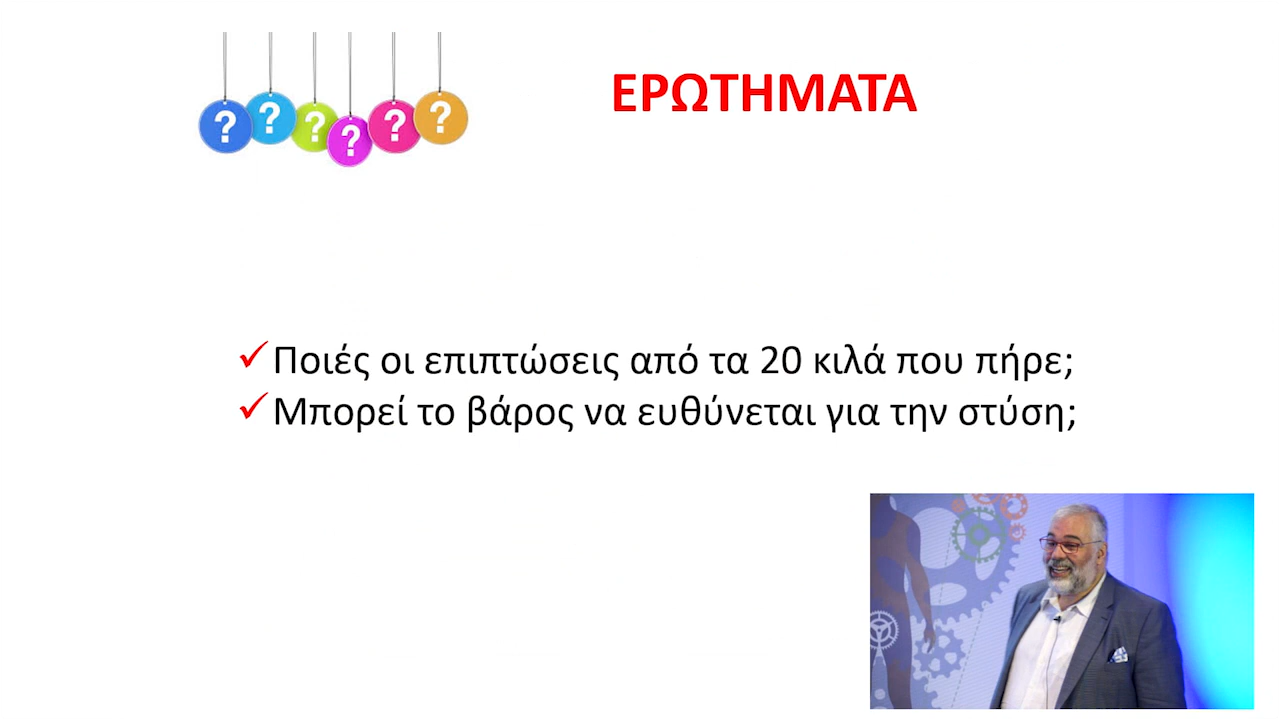 ? ? ? ? ? ?
ΕΡΩΤΗΜΑΤΑ
✓Ποιές οι επιπτώσεις από τα 20 κιλά που πήρε;
✓Μπορεί το βάρος να ευθύνεται για την στύση;